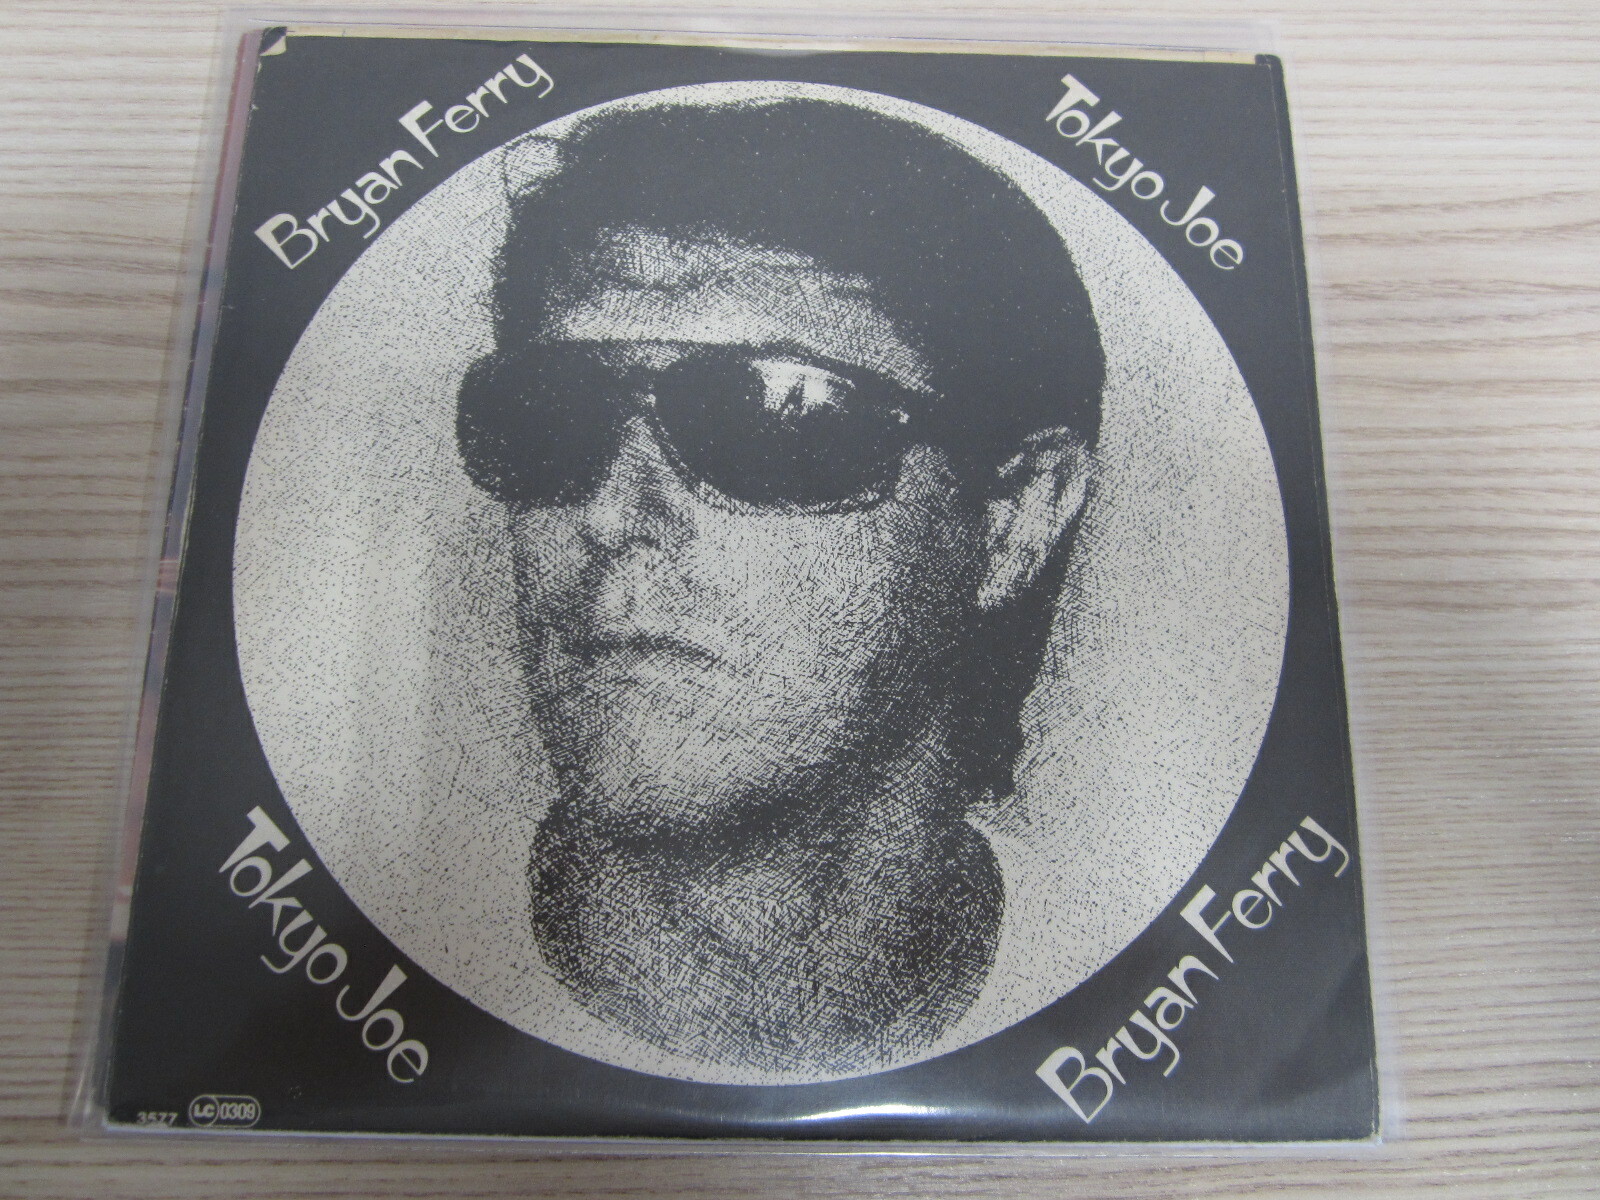 Bryan Ferry
Tokyo Joe
Tokyo Joe
Bryan Ferry
3577 LC 0309